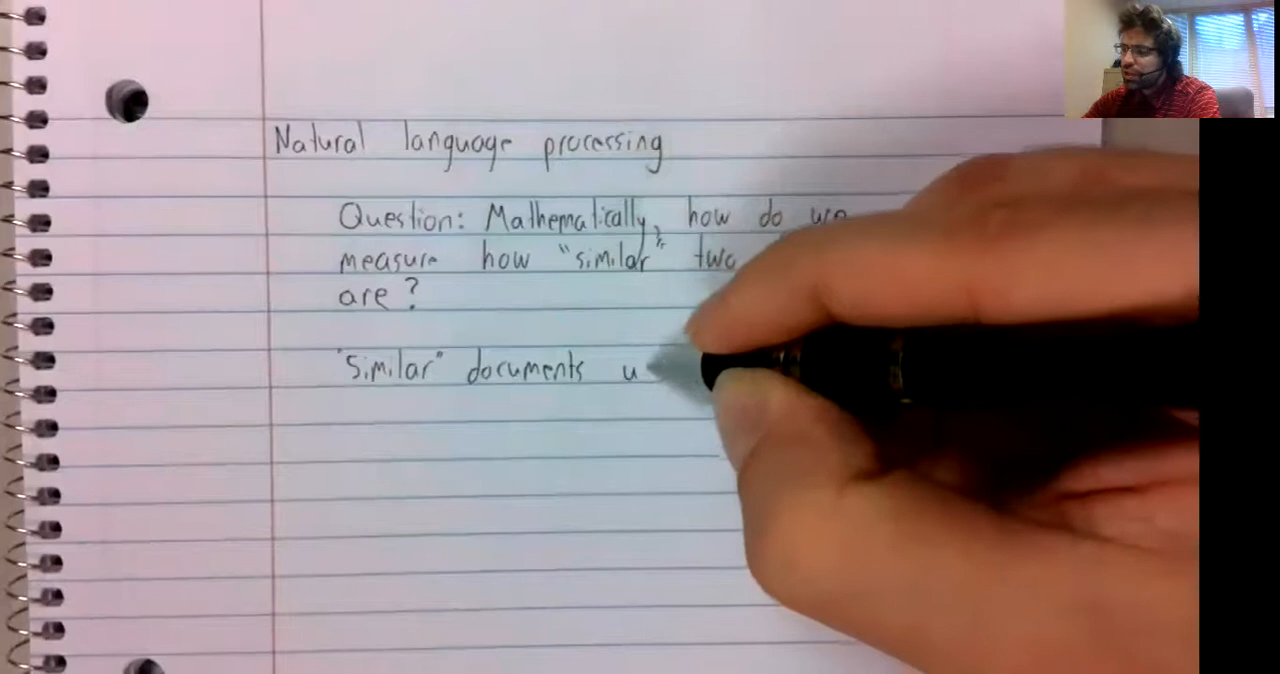 Natural language processing
Question: Mathematically, how do we
measure how "similar" two
are?
"Similar" documents u